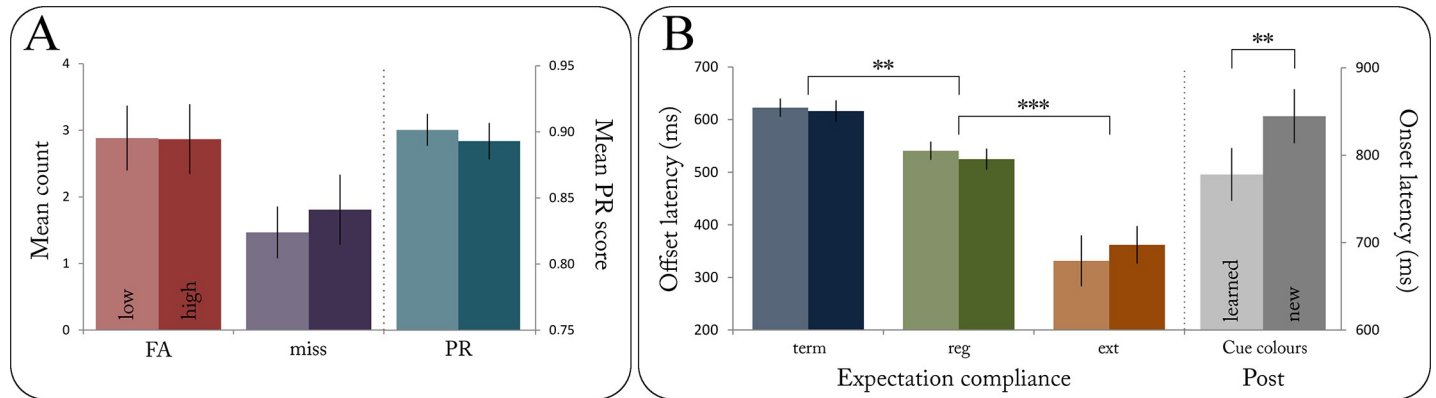 A
Mean count
4
3
2
1
0
low
high
FA
miss
PR
0.95
0.90
0.85
0.80
0.75
Mean PR score
B
Offset latency (ms)
700
600
500
400
300
200
**
***
**
term
reg
ext
Expectation compliance
learned
new
Cue colours
Post
900
800
700
600
Onset latency (ms)